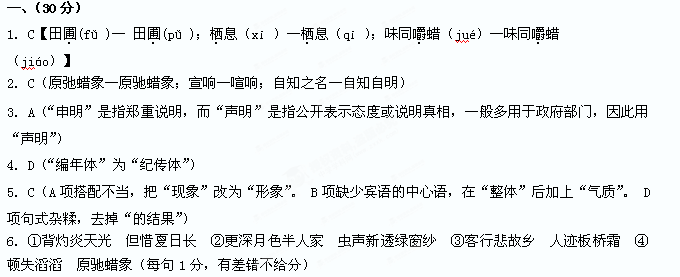 一、（30 分）
1. C【田圃(fǔ )一 田圃(pǔ )；栖息（xí ）一栖息（qí ）；味同嚼蜡（jué）一味同嚼蜡
（jiáo）】
2. C（原驰蜡象一原驰蜡象；宣响一喧响；自知之名一自知自明）
3. A（“申明”是指郑重说明，而“声明”是指公开表示态度或说明真相，一般多用于政府部门，因此用
“声明”）
4. D（“编年体”为“纪传体”）
5. C（A 项搭配不当，把“现象”改为“形象”。 B 项缺少宾语的中心语，在“整体”后加上“气质”。 D
项句式杂糅，去掉“的结果”）
6. ①背灼炎天光 但惜夏日长 ②更深月色半人家 虫声新透绿窗纱 ③客行悲故乡 人迹板桥霜 ④
顿失滔滔 原驰蜡象（每句 1 分，有差错不给分）